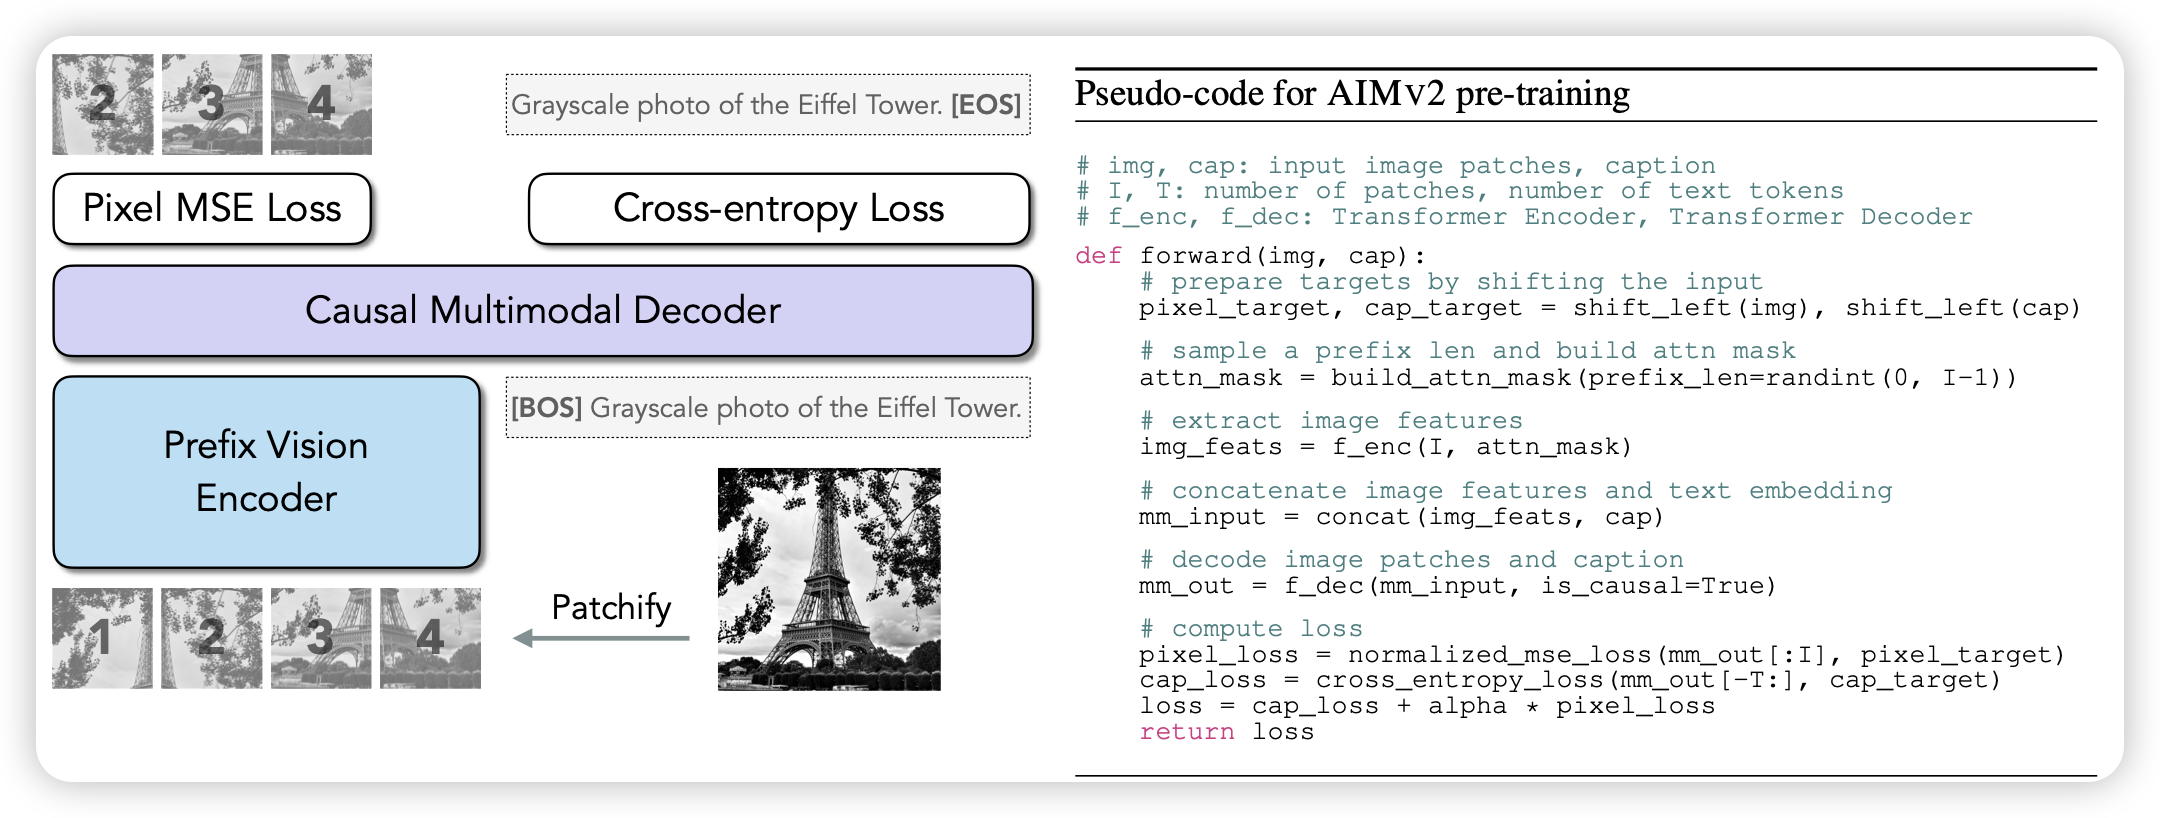 2 3 4
Grayscale photo of the Eiffel Tower. [EOS]
Pixel MSE Loss
Cross-entropy Loss
Causal Multimodal Decoder
Prefix Vision
Encoder
[BOS] Grayscale photo of the Eiffel Tower.
Patchify
1 2 3 4
Pseudo-code for AIMv2 pre-training
# img, cap: input image patches, caption
# I, T: number of patches, number of text tokens
# f_enc, f_dec: Transformer Encoder, Transformer Decoder
def forward(img, cap):
    # prepare targets by shifting the input
    pixel_target, cap_target = shift_left(img), shift_left(cap)
    # sample a prefix len and build attn mask
    attn_mask = build_attn_mask(prefix_len=randint(0, I-1))
    # extract image features
    img_feats = f_enc(I, attn_mask)
    # concatenate image features and text embedding
    mm_input = concat(img_feats, cap)
    # decode image patches and caption
    mm_out = f_dec(mm_input, is_causal=True)
    # compute loss
    pixel_loss = normalized_mse_loss(mm_out[:I], pixel_target)
    cap_loss = cross_entropy_loss(mm_out[-T:], cap_target)
    loss = cap_loss + alpha * pixel_loss
    return loss